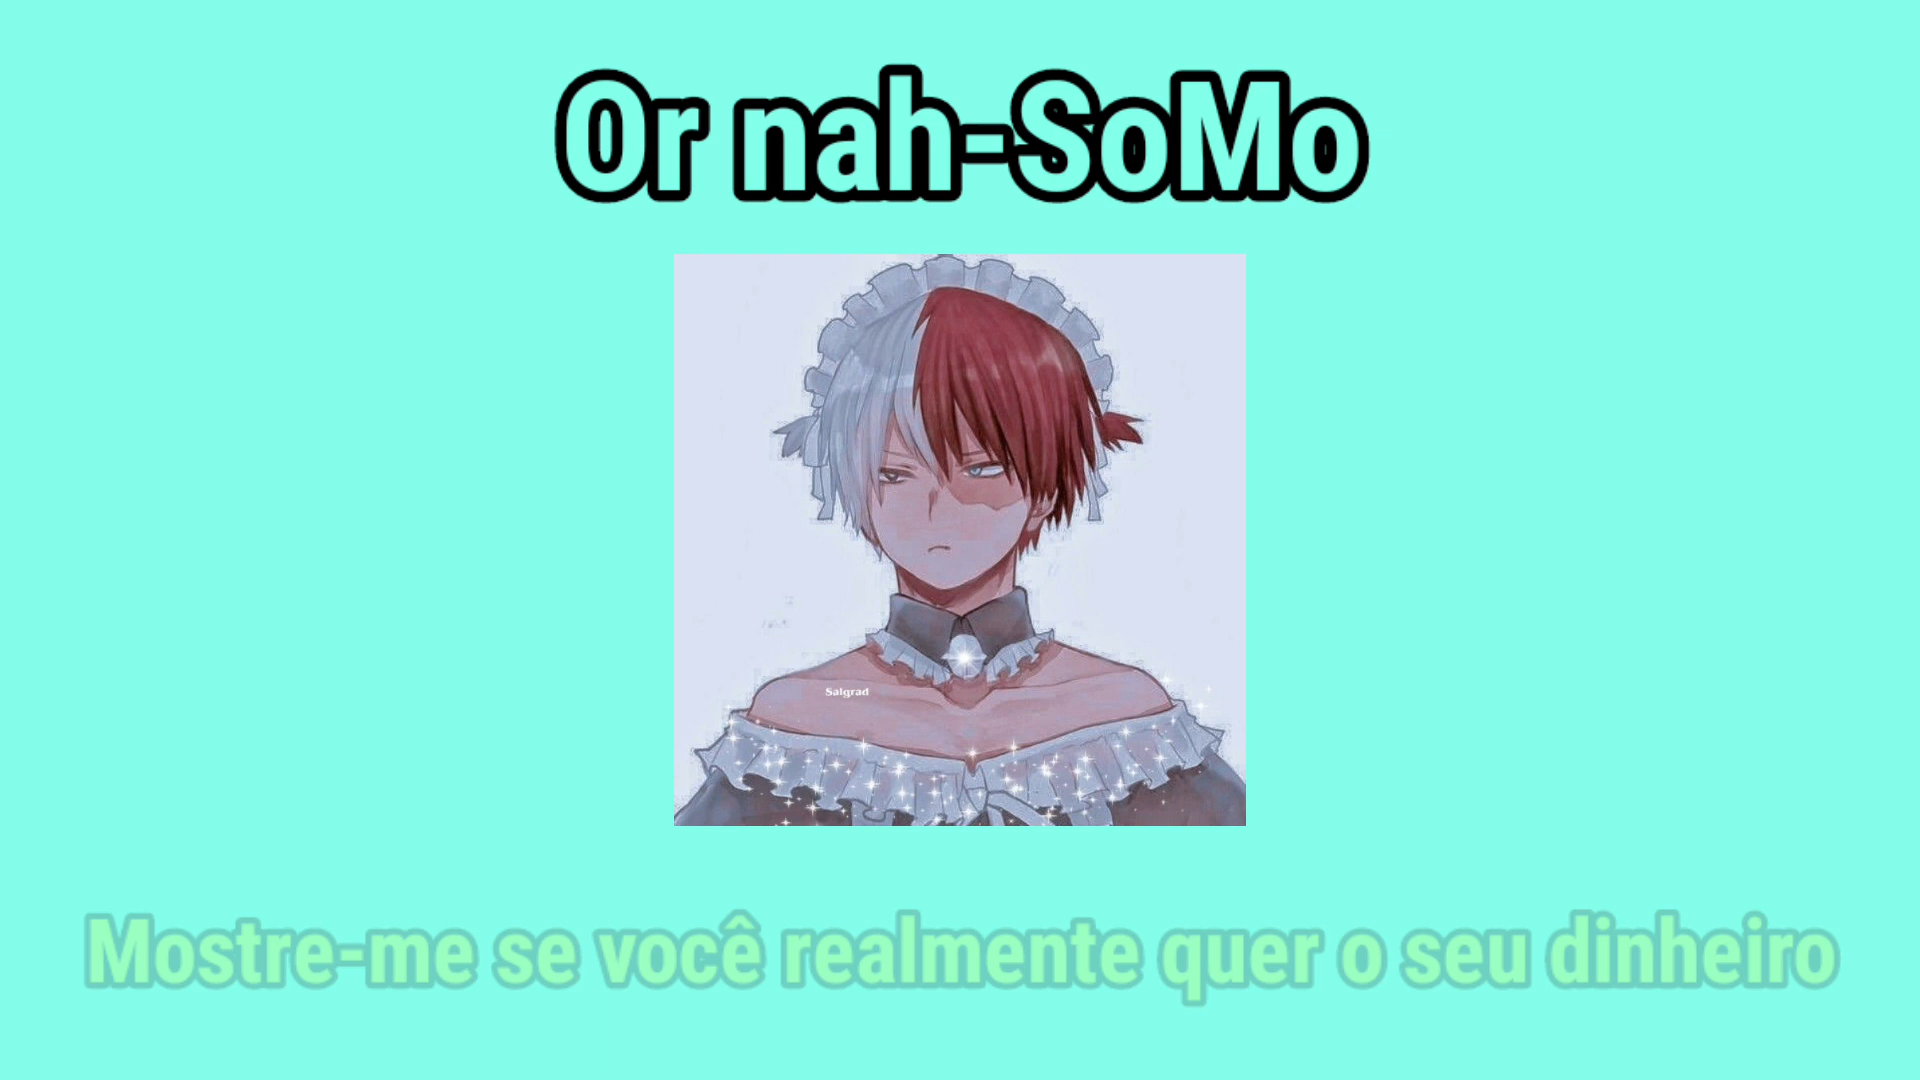 Or nah-SoMo
Salgrad
Mostre-me se você realmente quer o seu dinheiro